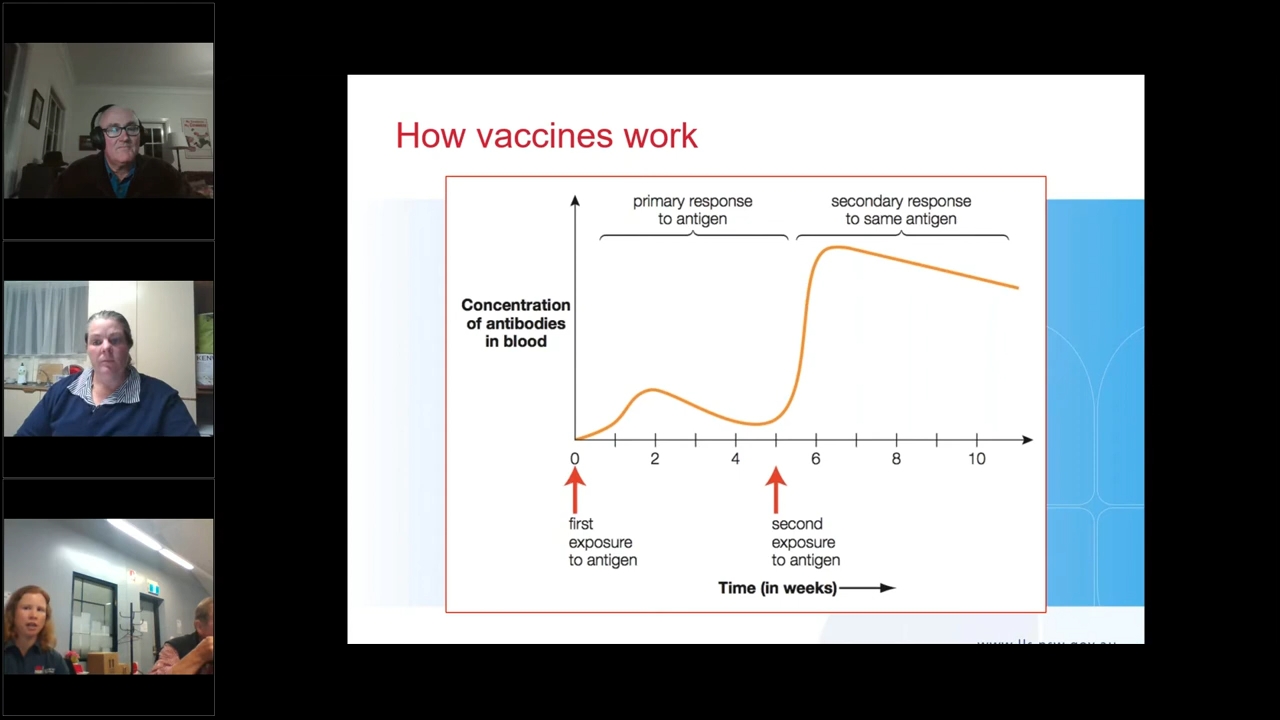 How vaccines work
primary response
to antigen
secondary response
to same antigen
Concentration
of antibodies
in blood
0
2
4
6
8
10
first
exposure
to antigen
second
exposure
to antigen
Time (in weeks)